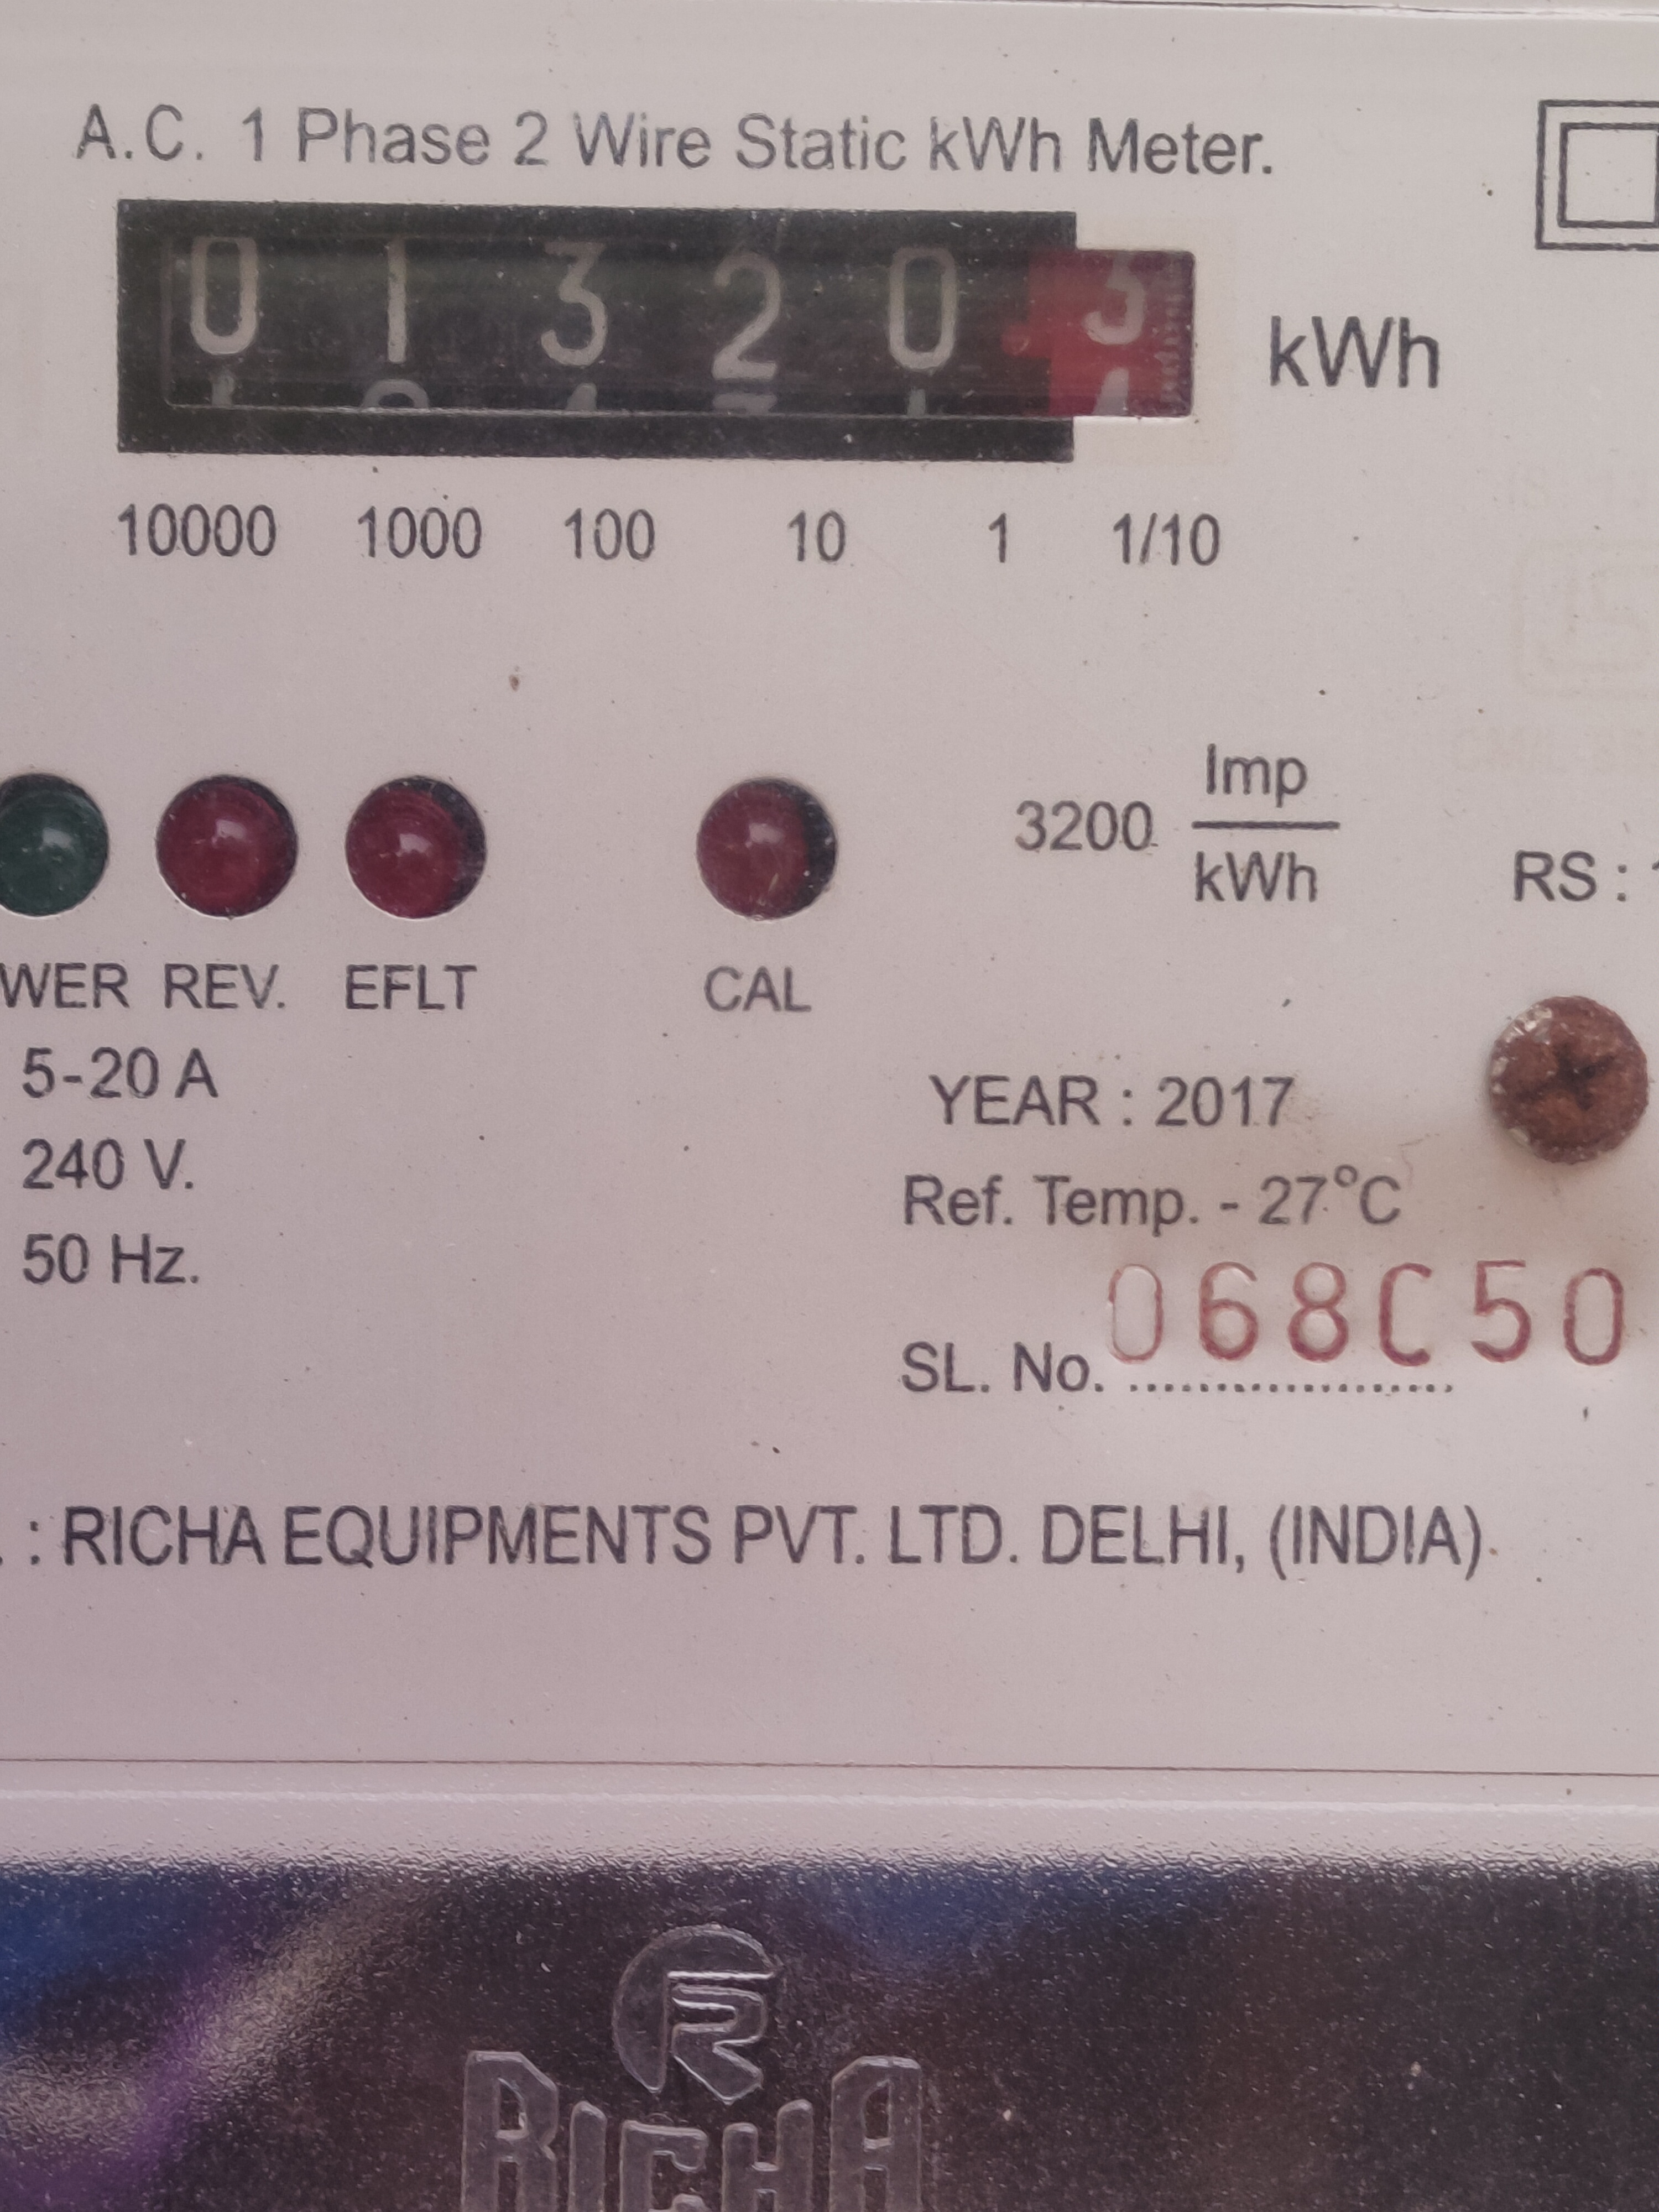 A.C. 1 Phase 2 Wire Static kWh Meter.
0 1 3 2 0 . 3 kWh
10000 1000 100 10 1 1/10
3200 Imp
kWh
RS :
WER REV. EFLT CAL
5-20 A
240 V.
50 Hz.
YEAR : 2017
Ref. Temp. - 27°C
SL. No. 068C50
. : RICHA EQUIPMENTS PVT. LTD. DELHI, (INDIA).
R
RICHA